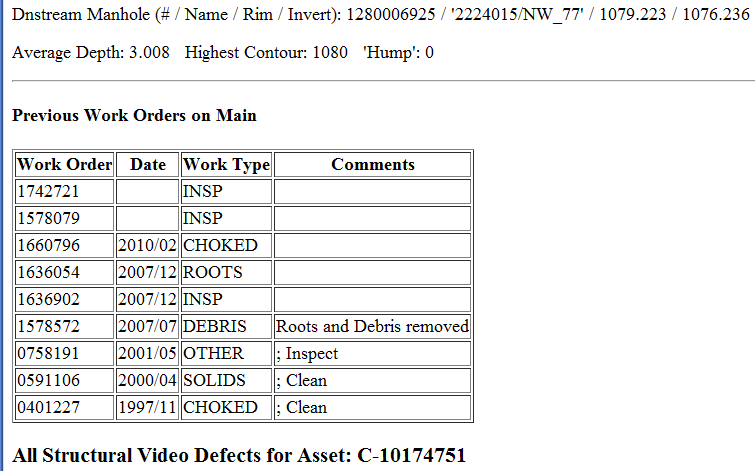 Dnstream Manhole (# / Name / Rim / Invert): 1280006925 / '2224015/NW_77' / 1079.223 / 1076.236
Average Depth: 3.008 Highest Contour: 1080 'Hump': 0
Previous Work Orders on Main
Work Order Date Work Type Comments
1742721 INSP
1578079 INSP
1660796 2010/02 CHOKED
1636054 2007/12 ROOTS
1636902 2007/12 INSP
1578572 2007/07 DEBRIS Roots and Debris removed
0758191 2001/05 OTHER ; Inspect
0591106 2000/04 SOLIDS ; Clean
0401227 1997/11 CHOKED ; Clean
All Structural Video Defects for Asset: C-10174751